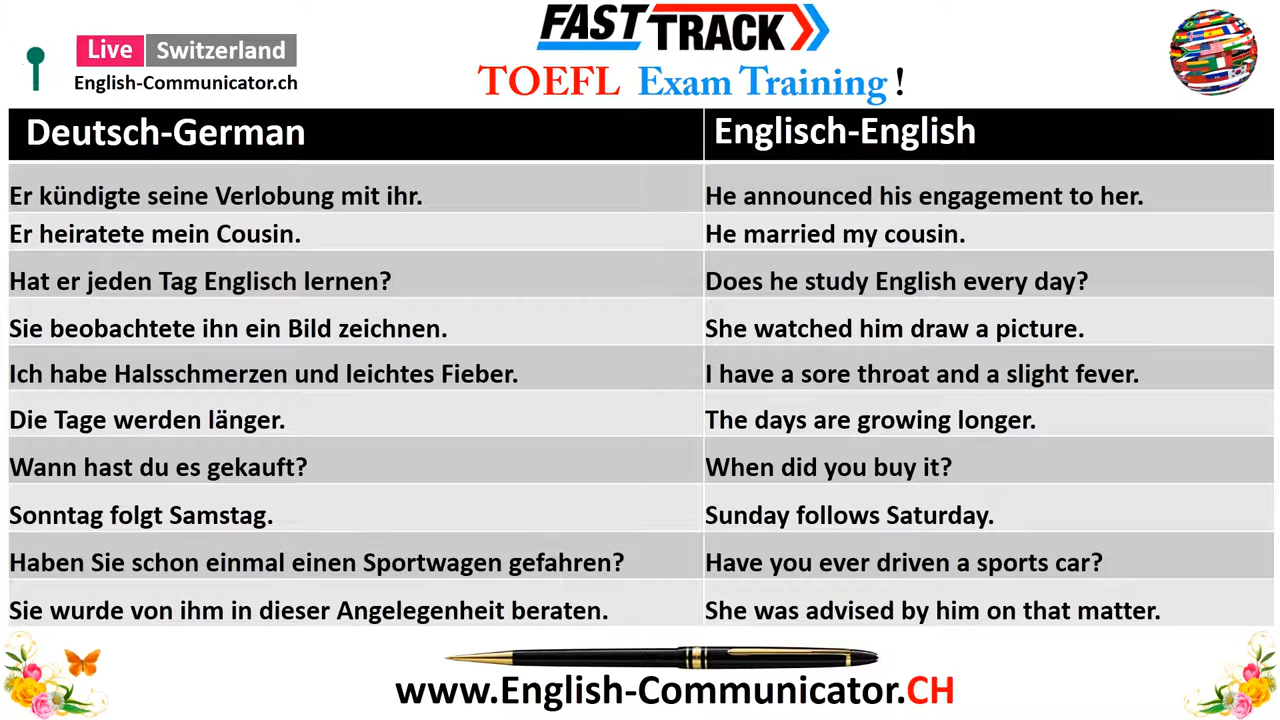 FAST TRACK
Live Switzerland
TOEFL Exam Training !
English-Communicator.ch
Deutsch-German Englisch-English
Er kündigte seine Verlobung mit ihr. He announced his engagement to her.
Er heiratete mein Cousin. He married my cousin.
Hat er jeden Tag Englisch lernen? Does he study English every day?
Sie beobachtete ihn ein Bild zeichnen. She watched him draw a picture.
Ich habe Halsschmerzen und leichtes Fieber. I have a sore throat and a slight fever.
Die Tage werden länger. The days are growing longer.
Wann hast du es gekauft? When did you buy it?
Sonntag folgt Samstag. Sunday follows Saturday.
Haben Sie schon einmal einen Sportwagen gefahren? Have you ever driven a sports car?
Sie wurde von ihm in dieser Angelegenheit beraten. She was advised by him on that matter.
www.English-Communicator.CH